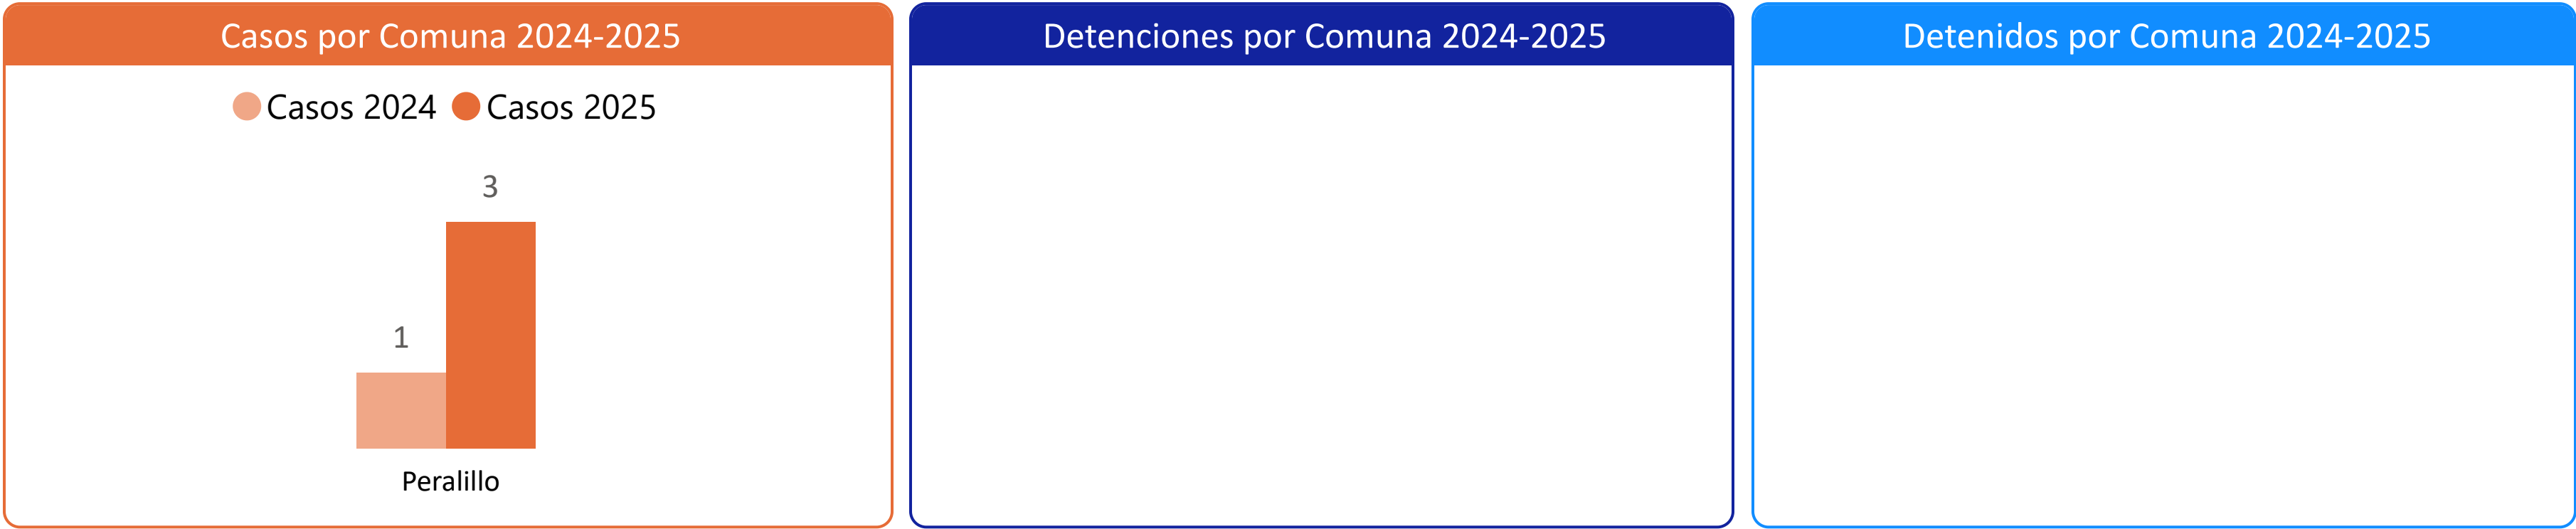 Casos por Comuna 2024-2025
Casos 2024 Casos 2025
3
1
Peralillo
Detenciones por Comuna 2024-2025
Detenidos por Comuna 2024-2025